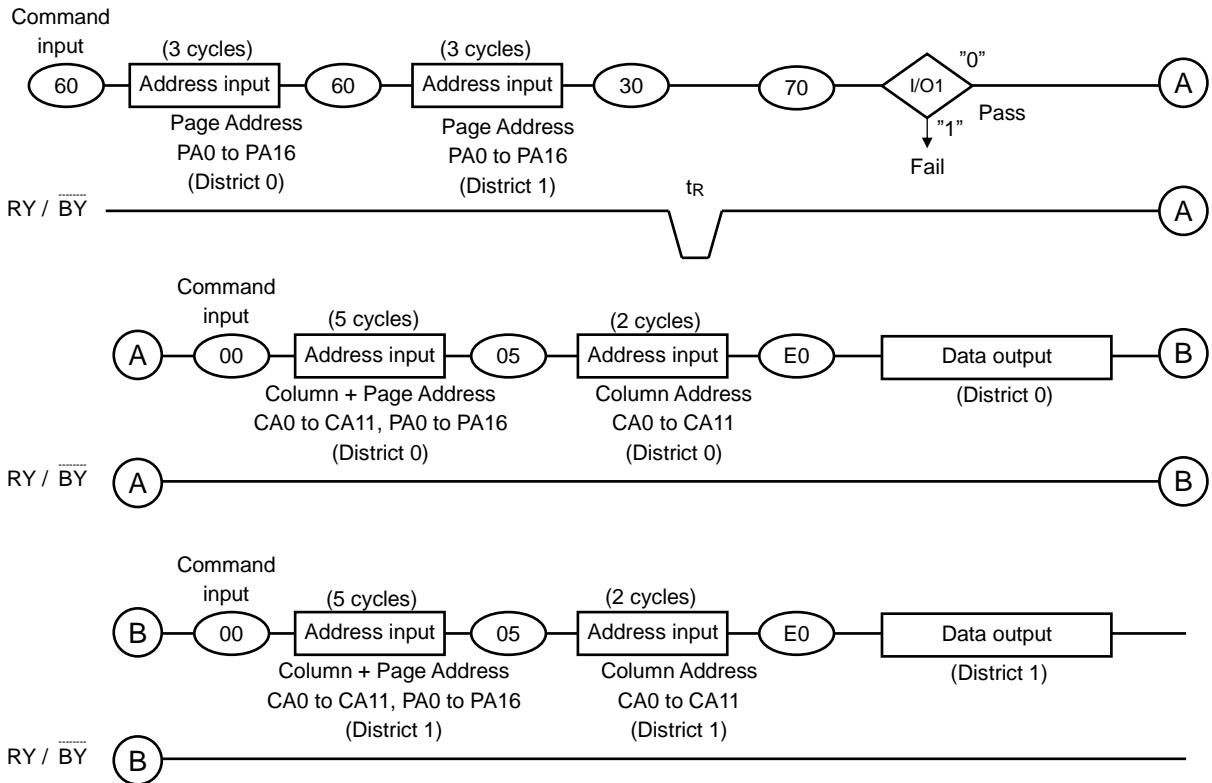 Command
input
(3 cycles) (3 cycles) "0"
60 Address input 60 Address input 30 70 I/O1 A
Pass
"1"
Page Address Page Address
PA0 to PA16 PA0 to PA16
(District 0) (District 1)
Fail
tR
RY / BY A
Command
input
(5 cycles) (2 cycles)
A 00 Address input 05 Address input E0 Data output B
Column + Page Address Column Address (District 0)
CA0 to CA11, PA0 to PA16 CA0 to CA11
(District 0) (District 0)
RY / BY A B
Command
input
(5 cycles) (2 cycles)
B 00 Address input 05 Address input E0 Data output
Column + Page Address Column Address (District 1)
CA0 to CA11, PA0 to PA16 CA0 to CA11
(District 1) (District 1)
RY / BY B